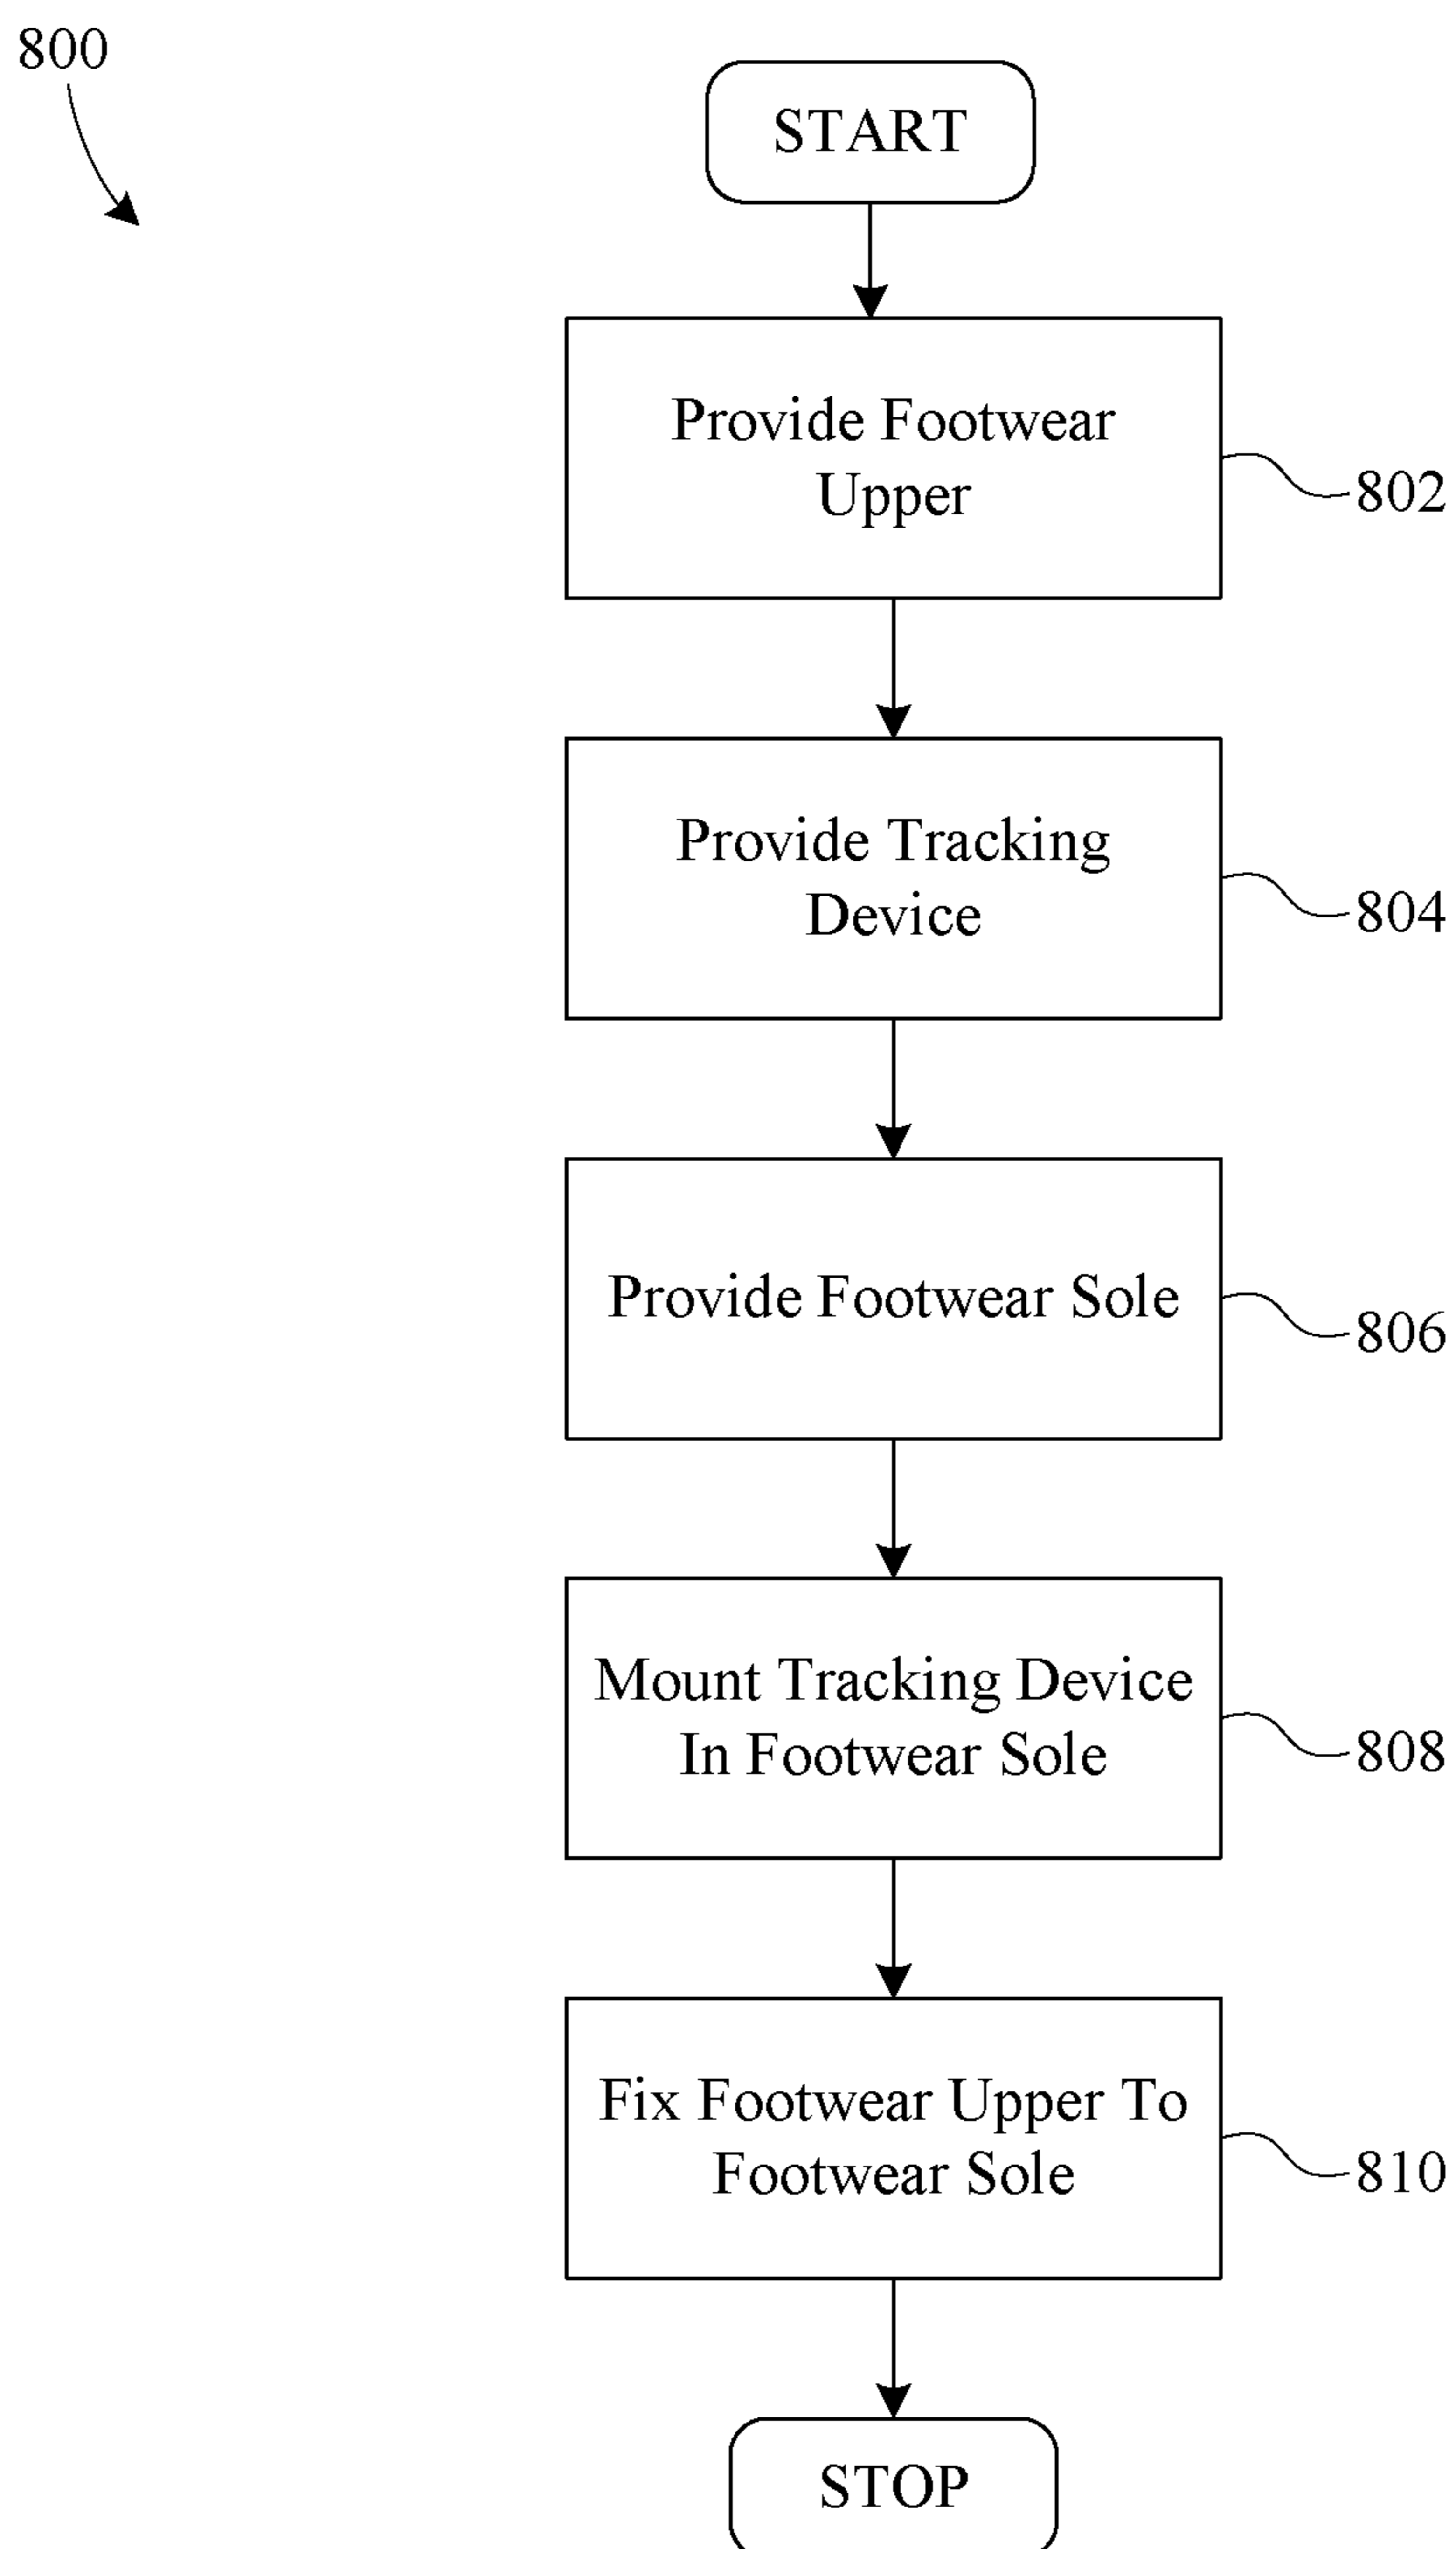 800
START
Provide Footwear
Upper
802
Provide Tracking
Device
804
Provide Footwear Sole
806
Mount Tracking Device
In Footwear Sole
808
Fix Footwear Upper To
Footwear Sole
810
STOP